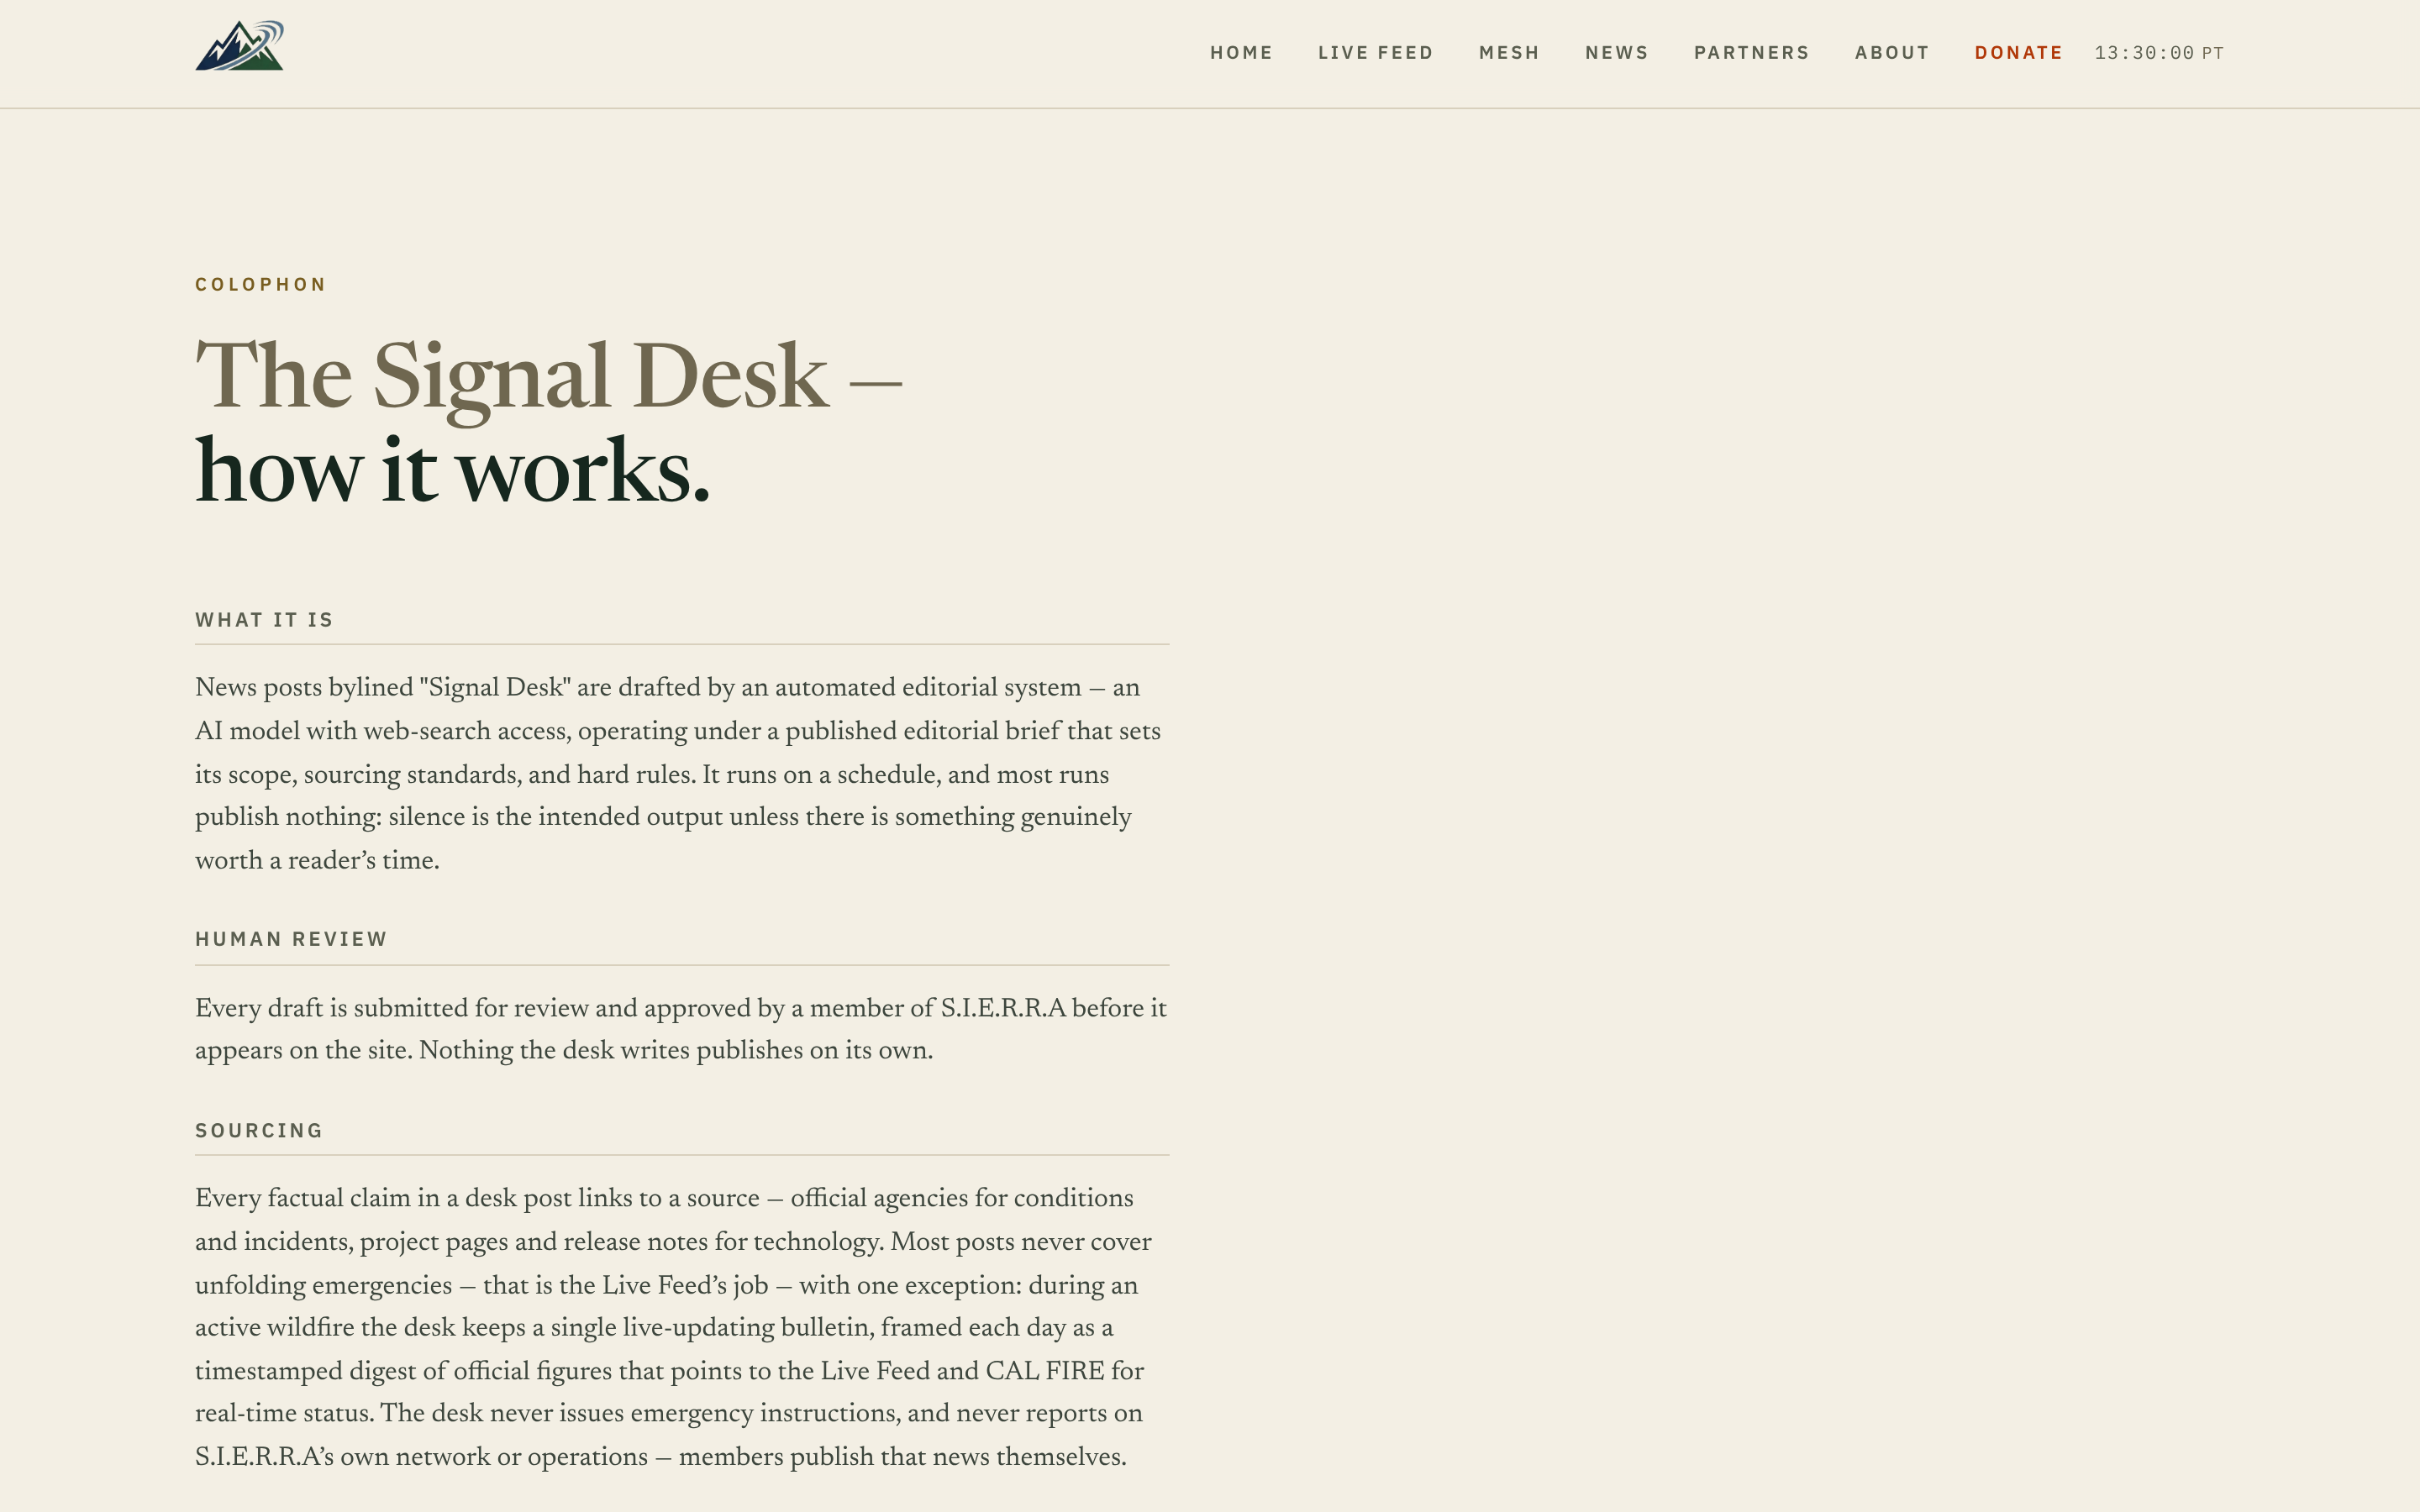 HOME LIVE FEED MESH NEWS PARTNERS ABOUT DONATE 13:30:00 PT
COLOPHON
The Signal Desk —
how it works.
WHAT IT IS
News posts bylined "Signal Desk" are drafted by an automated editorial system — an
AI model with web-search access, operating under a published editorial brief that sets
its scope, sourcing standards, and hard rules. It runs on a schedule, and most runs
publish nothing: silence is the intended output unless there is something genuinely
worth a reader’s time.
HUMAN REVIEW
Every draft is submitted for review and approved by a member of S.I.E.R.R.A before it
appears on the site. Nothing the desk writes publishes on its own.
SOURCING
Every factual claim in a desk post links to a source — official agencies for conditions
and incidents, project pages and release notes for technology. Most posts never cover
unfolding emergencies — that is the Live Feed’s job — with one exception: during an
active wildfire the desk keeps a single live-updating bulletin, framed each day as a
timestamped digest of official figures that points to the Live Feed and CAL FIRE for
real-time status. The desk never issues emergency instructions, and never reports on
S.I.E.R.R.A’s own network or operations — members publish that news themselves.